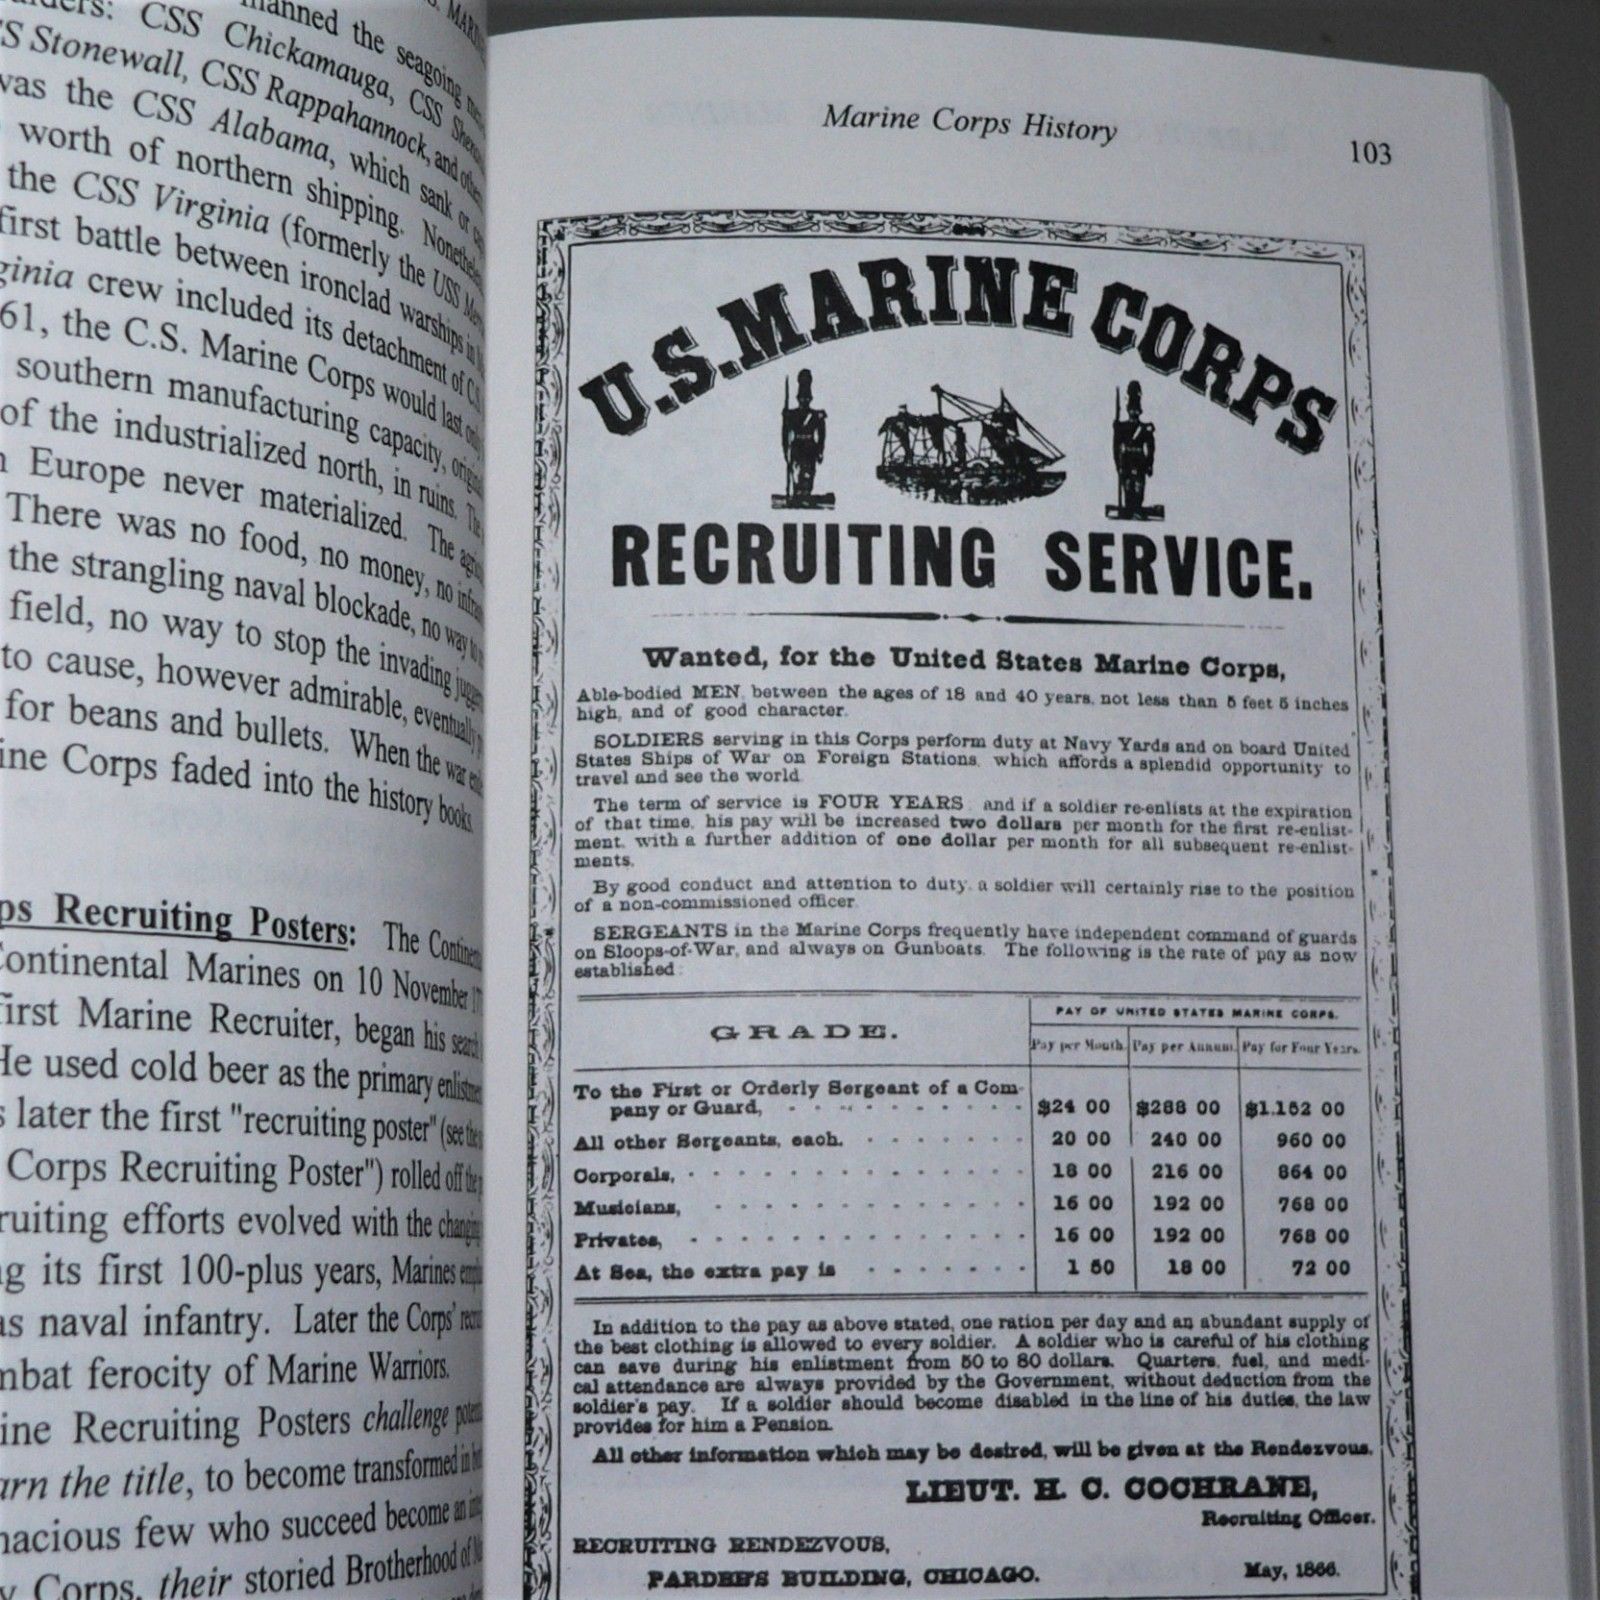 manned the seagoing
CSS Chickamauga, CSS
Stonewall, CSS Rappahannock, and
was the CSS Alabama, which sank or
worth of northern shipping. Nonetheless
the CSS Virginia (formerly the USS
first battle between ironclad warships in
crew included its detachment of C.S.
61, the C.S. Marine Corps would last only
southern manufacturing capacity,
of the industrialized north, in ruins. The
Europe never materialized. The
There was no food, no money, no
the strangling naval blockade, no way to
field, no way to stop the invading
to cause, however admirable, eventually
for beans and bullets. When the war
Corps faded into the history books.
Recruiting Posters: The
Continental Marines on 10 November
first Marine Recruiter, began his search
He used cold beer as the primary
later the first "recruiting poster" (see the
Corps Recruiting Poster") rolled off the
efforts evolved with the changing
its first 100-plus years, Marines
as naval infantry. Later the Corps'
ferocity of Marine Warriors.
Recruiting Posters challenge
the title, to become transformed in
few who succeed become an
Corps, their storied Brotherhood of
Marine Corps History
103
U.S. MARINE CORPS
RECRUITING SERVICE.
Wanted, for the United States Marine Corps,
Able-bodied MEN, between the ages of 18 and 40 years, not less than 5 feet 5 inches
high, and of good character.
SOLDIERS serving in this Corps perform duty at Navy Yards and on board United
States Ships of War on Foreign Stations, which affords a splendid opportunity to
travel and see the world
The term of service is FOUR YEARS; and if a soldier re-enlists at the expiration
of that time, his pay will be increased two dollars per month for the first re-enlist-
ment, with a further addition of one dollar per month for all subsequent re-enlist-
ments.
By good conduct and attention to duty, a soldier will certainly rise to the position
of a non-commissioned officer
SERGEANTS in the Marine Corps frequently have independent command of guards
on Sloops-of-War, and always on Gunboats. The following is the rate of pay as now
established:
GRADE. PAY OF UNITED STATES MARINE CORPS.
Pay per Month. Pay per Annum. Pay for Four Years.
To the First or Orderly Sergeant of a Com-
pany or Guard, $24 00 $288 00 $1.152 00
All other Sergeants, each. 20 00 240 00 960 00
Corporals, 18 00 216 00 864 00
Musicians, 16 00 192 00 768 00
Privates, 16 00 192 00 768 00
At Sea, the extra pay is 1 50 18 00 72 00
In addition to the pay as above stated, one ration per day and an abundant supply of
the best clothing is allowed to every soldier. A soldier who is careful of his clothing
can save during his enlistment from 50 to 80 dollars. Quarters, fuel, and medi-
cal attendance are always provided by the Government, without deduction from the
soldier's pay. If a soldier should become disabled in the line of his duties, the law
provides for him a Pension.
All other information which may be desired, will be given at the Rendezvous.
LIEUT. H. C. COCHRANE,
Recruiting Officer.
RECRUITING RENDEZVOUS,
PARDEE'S BUILDING, CHICAGO.
May, 1866.